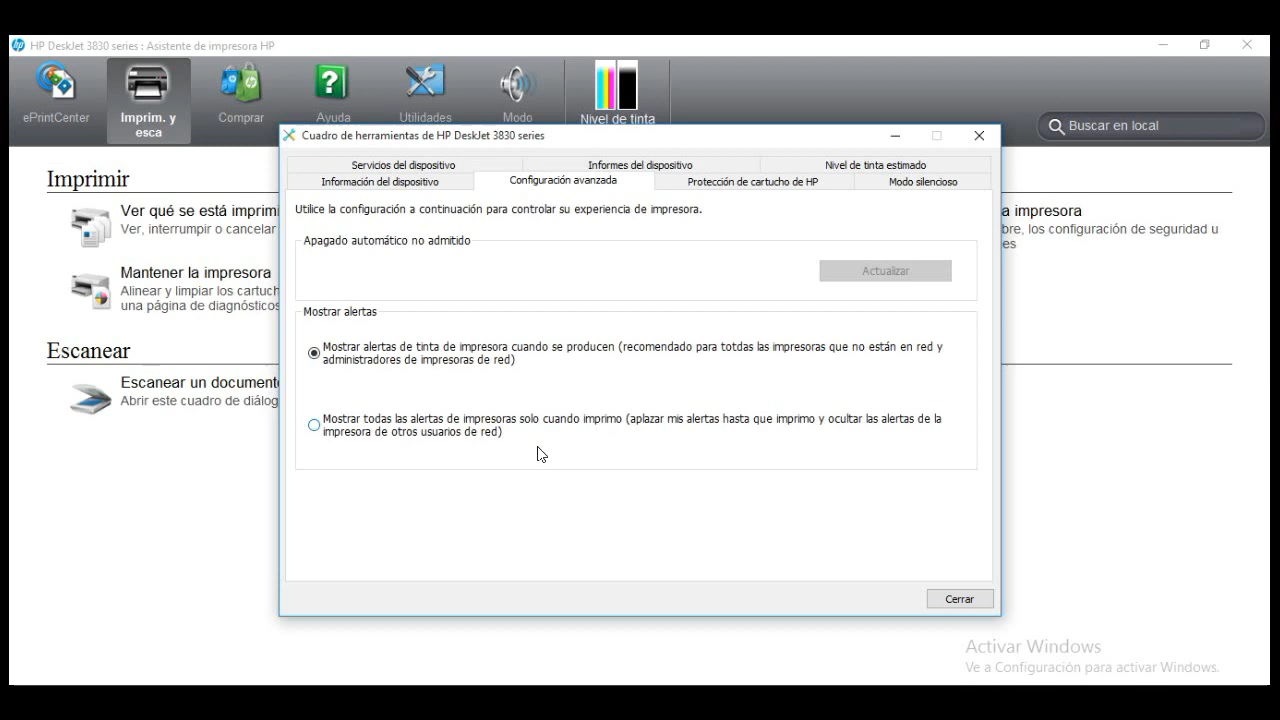 HP DeskJet 3830 series : Asistente de impresora HP
ePrintCenter
Imprim. y
esca
Comprar
Ayuda
Utilidades
Modo
Nivel de tinta
Buscar en local
Imprimir
Ver qué se está imprimi
Ver, interrumpir o cancelar
Mantener la impresora
Alinear y limpiar los cartuch
una página de diagnósticos
Escanear
Escanear un document
Abrir este cuadro de diálog
a impresora
bre, los configuración de seguridad u
es
Cuadro de herramientas de HP DeskJet 3830 series
Servicios del dispositivo
Informes del dispositivo
Nivel de tinta estimado
Información del dispositivo
Configuración avanzada
Protección de cartucho de HP
Modo silencioso
Utilice la configuración a continuación para controlar su experiencia de impresora.
Apagado automático no admitido
Actualizar
Mostrar alertas
Mostrar alertas de tinta de impresora cuando se producen (recomendado para totdas las impresoras que no están en red y
administradores de impresoras de red)
Mostrar todas las alertas de impresoras solo cuando imprimo (aplazar mis alertas hasta que imprimo y ocultar las alertas de la
impresora de otros usuarios de red)
Cerrar
Activar Windows
Ve a Configuración para activar Windows.